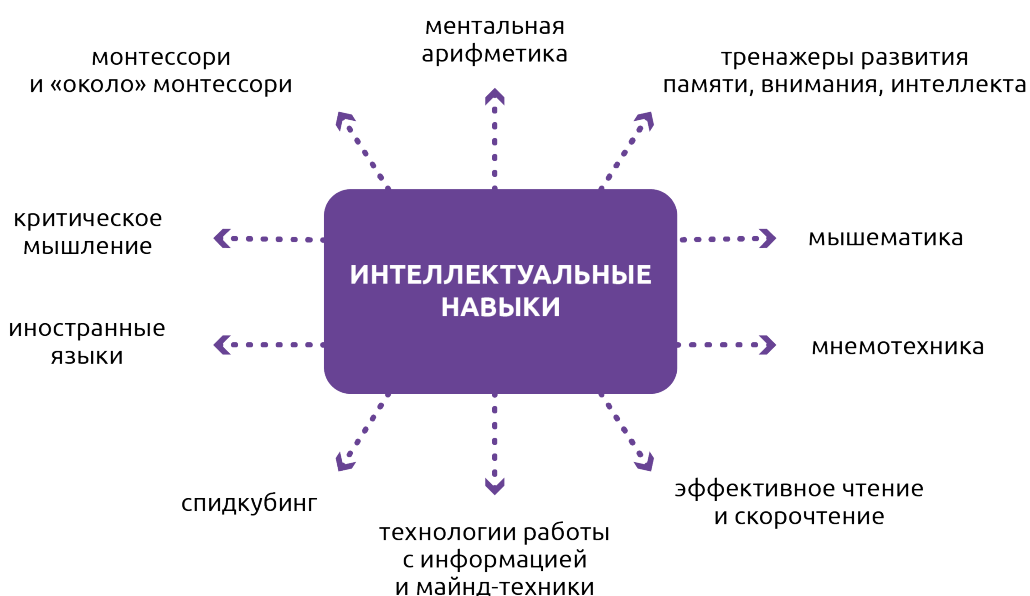 ментальная
арифметика
монтессори
и «около» монтессори
тренажеры развития
памяти, внимания, интеллекта
критическое
мышление
мышематика
ИНТЕЛЛЕКТУАЛЬНЫЕ
НАВЫКИ
иностранные
языки
мнемотехника
спидкубинг
эффективное чтение
и скорочтение
технологии работы
с информацией
и майнд-техники